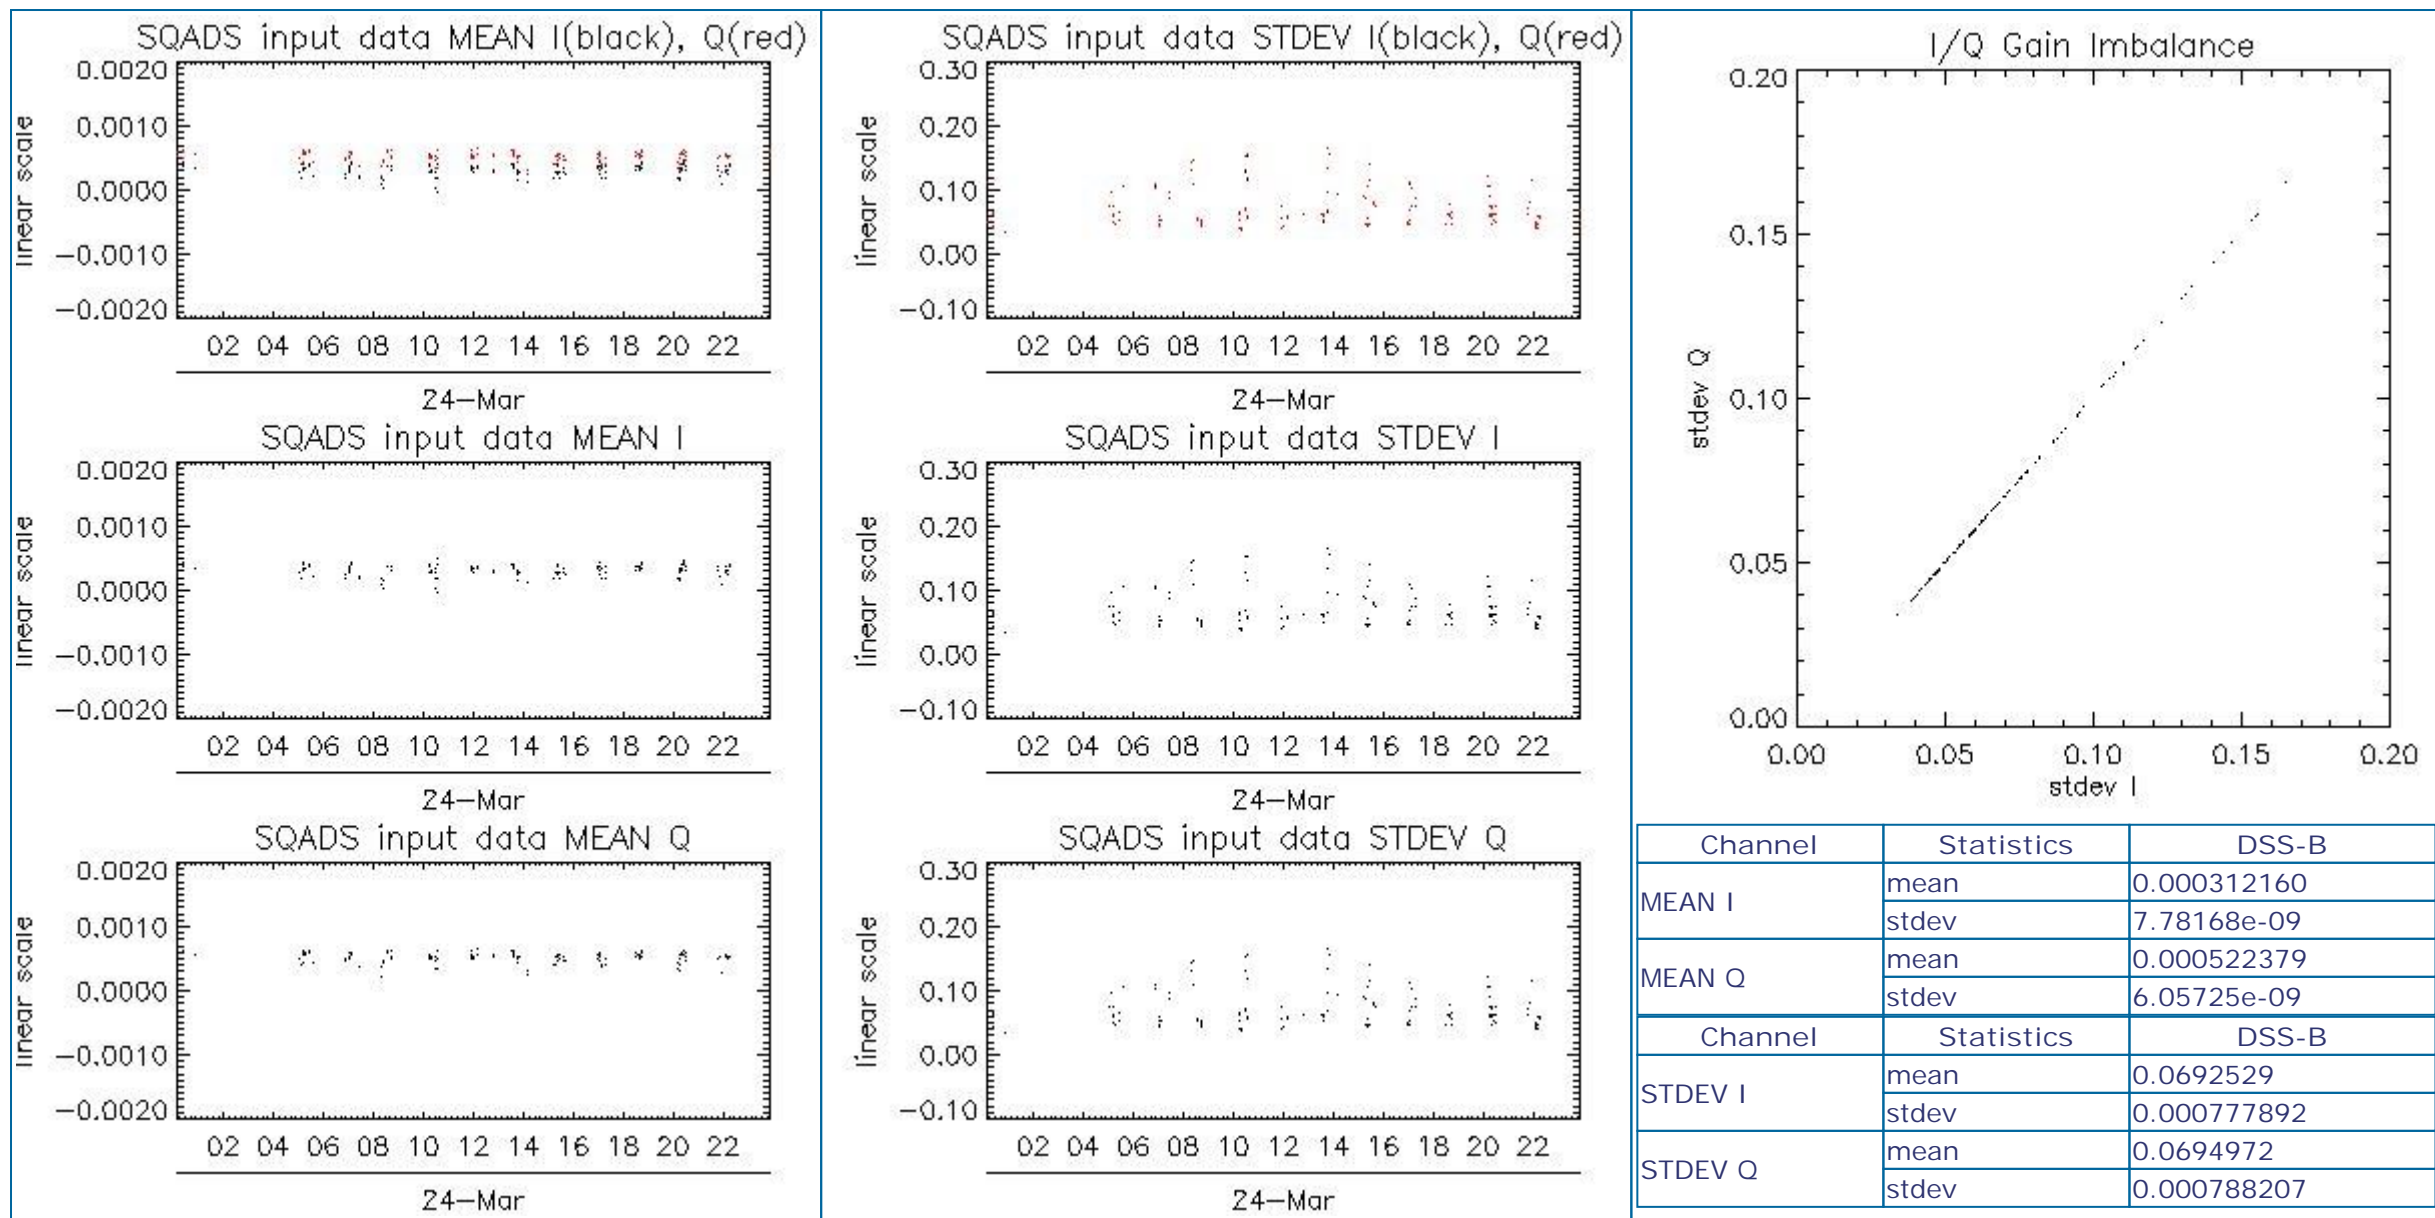 SQADS input data MEAN I(black), Q(red)
0.0020
0.0010
0.0000
−0.0010
−0.0020
linear scale
02 04 06 08 10 12 14 16 18 20 22
24−Mar
SQADS input data MEAN I
0.0020
0.0010
0.0000
−0.0010
−0.0020
linear scale
02 04 06 08 10 12 14 16 18 20 22
24−Mar
SQADS input data MEAN Q
0.0020
0.0010
0.0000
−0.0010
−0.0020
linear scale
02 04 06 08 10 12 14 16 18 20 22
24−Mar
SQADS input data STDEV I(black), Q(red)
0.30
0.20
0.10
0.00
−0.10
linear scale
02 04 06 08 10 12 14 16 18 20 22
24−Mar
SQADS input data STDEV I
0.30
0.20
0.10
0.00
−0.10
linear scale
02 04 06 08 10 12 14 16 18 20 22
24−Mar
SQADS input data STDEV Q
0.30
0.20
0.10
0.00
−0.10
linear scale
02 04 06 08 10 12 14 16 18 20 22
24−Mar
I/Q Gain Imbalance
0.20
0.15
0.10
0.05
0.00
stdev Q
0.00 0.05 0.10 0.15 0.20
stdev I
Channel Statistics DSS-B
MEAN I mean 0.000312160
stdev 7.78168e-09
MEAN Q mean 0.000522379
stdev 6.05725e-09
Channel Statistics DSS-B
STDEV I mean 0.0692529
stdev 0.000777892
STDEV Q mean 0.0694972
stdev 0.000788207